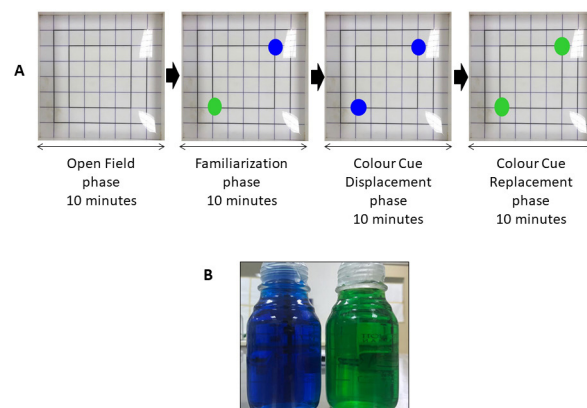 A
Open Field
phase
10 minutes
Familiarization
phase
10 minutes
Colour Cue
Displacement
phase
10 minutes
Colour Cue
Replacement
phase
10 minutes
B